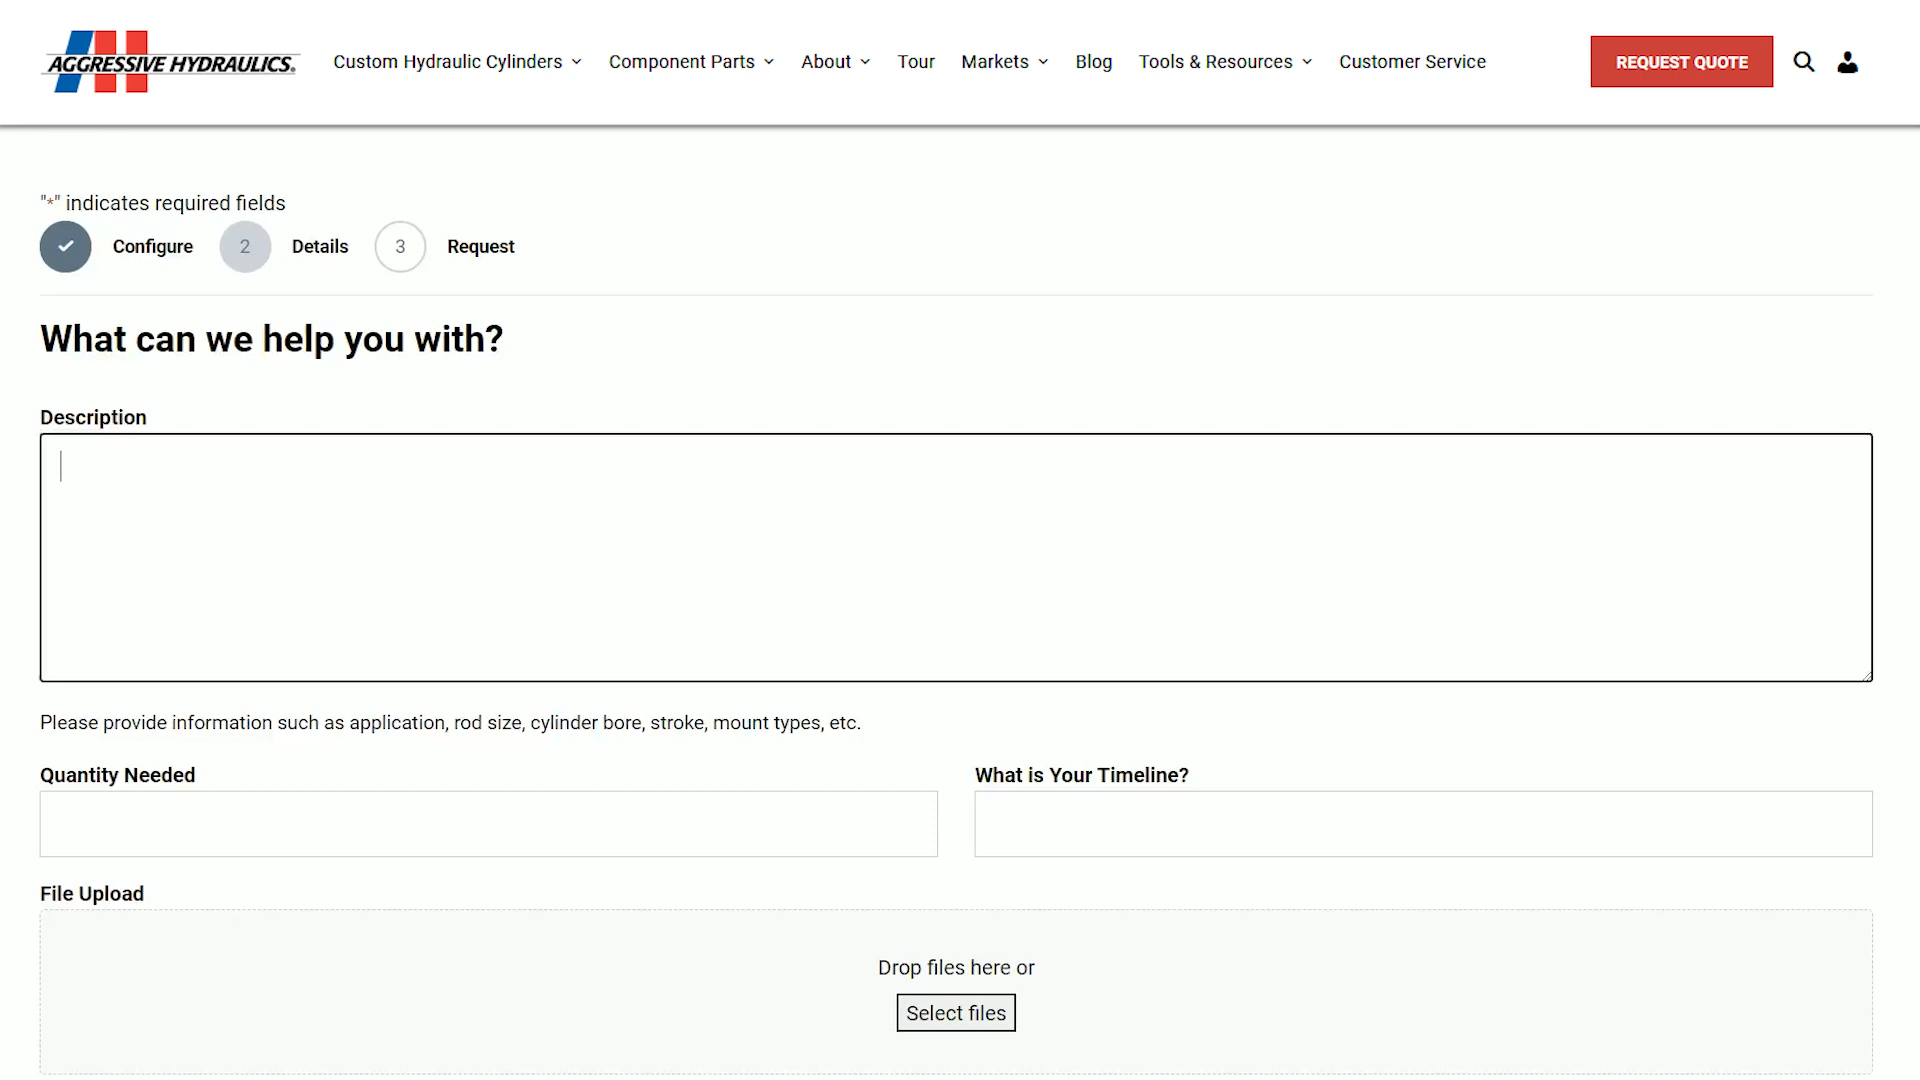 AGGRESSIVE HYDRAULICS®
Custom Hydraulic Cylinders
Component Parts
About
Tour
Markets
Blog
Tools & Resources
Customer Service
REQUEST QUOTE
"*" indicates required fields
Configure
2
Details
3
Request
What can we help you with?
Description
Please provide information such as application, rod size, cylinder bore, stroke, mount types, etc.
Quantity Needed
What is Your Timeline?
File Upload
Drop files here or
Select files